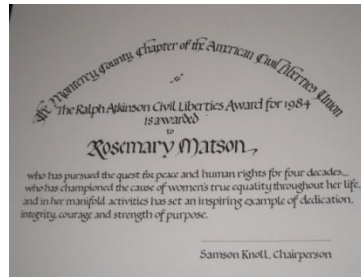 The Monterey County Chapter of the American Civil Liberties Union
The Ralph Atkinson Civil Liberties Award for 1984
is awarded
to
Rosemary Matson,
who has pursued the quest for peace and human rights for four decades,
who has championed the cause of women's true equality throughout her life,
and in her manifold activities has set an inspiring example of dedication,
integrity, courage and strength of purpose.
Samson Knoll, Chairperson